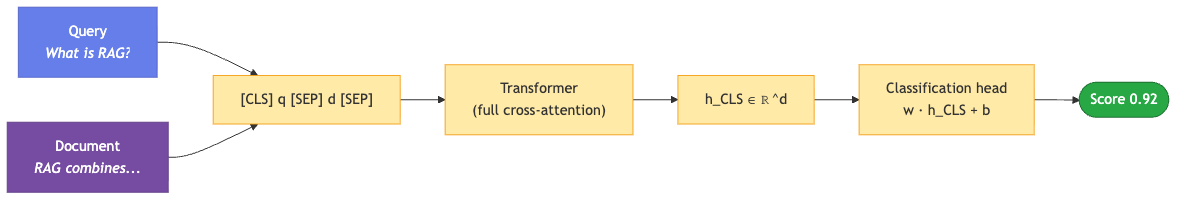 Query
What is RAG?
Document
RAG combines...
[CLS] q [SEP] d [SEP]
Transformer
(full cross-attention)
h_CLS ∈ ℝ ^d
Classification head
w · h_CLS + b
Score 0.92